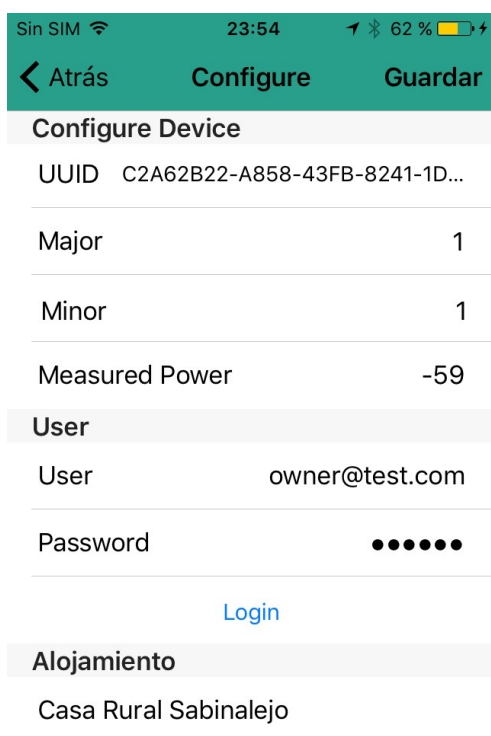 Sin SIM 23:54 62 %
Atrás Configure Guardar
Configure Device
UUID C2A62B22-A858-43FB-8241-1D...
Major 1
Minor 1
Measured Power -59
User
User owner@test.com
Password ●●●●●●
Login
Alojamiento
Casa Rural Sabinalejo